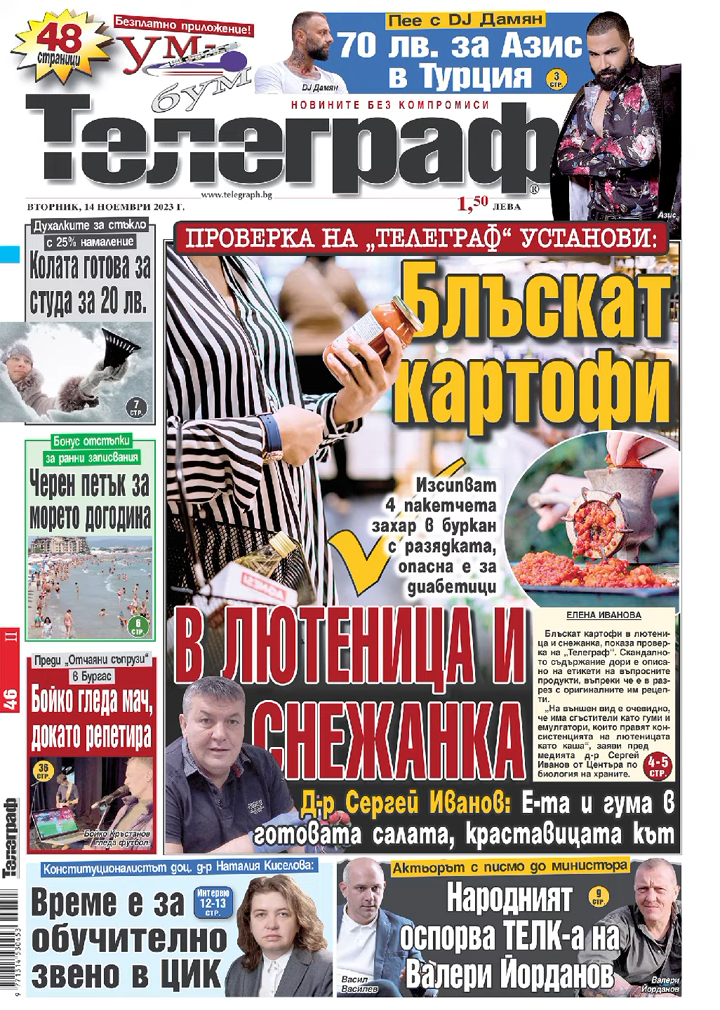 48
страници
Безплатно приложение!
ум-
бум
Пее с DJ Дамян
70 лв. за Азис
в Турция
3
СТР.
DJ Дамян
Азис
НОВИНИТЕ БЕЗ КОМПРОМИСИ
Телеграф
®
www.telegraph.bg
ВТОРНИК, 14 НОЕМВРИ 2023 Г.
1,50 ЛЕВА
Духалките за стъкло
с 25% намаление
Колата готова за
студа за 20 лв.
7
СТР.
Бонус отстъпки
за ранни записвания
Черен петък за
морето догодина
6
СТР.
Преди „Отчаяни съпрузи“
в Бургас
Бойко гледа мач,
докато репетира
36
СТР.
Бойко Кръстанов
гледа футбол.
ПРОВЕРКА НА „ТЕЛЕГРАФ“ УСТАНОВИ:
Блъскат
картофи
Изсипват
4 пакетчета
захар в буркан
с разядката,
опасна е за
диабетици
В ЛЮТЕНИЦА И
СНЕЖАНКА
ЕЛЕНА ИВАНОВА
Блъскат картофи в лютени-
ца и снежанка, показа провер-
ка на „Телеграф“. Скандално-
то съдържание дори е описа-
но на етикети на въпросните
продукти, въпреки че е в раз-
рез с оригиналните им рецеп-
ти.
„На външен вид е очевидно,
че има сгъстители като гуми и
емулгатори, които правят кон-
систенцията на лютеницата
като каша“, заяви пред
медията д-р Сергей
Иванов от Центъра по
биология на храните.
4-5
СТР.
Д-р Сергей Иванов: Е-та и гума в
готовата салата, краставицата кът
Конституционалистът доц. д-р Наталия Киселова:
Време е за
обучително
звено в ЦИК
Интервю
12-13
СТР.
Актьорът с писмо до министъра
Народният
оспорва ТЕЛК-а на
Валери Йорданов
9
СТР.
Васил
Василев
Валери
Йорданов
46
II
Телеграф
9 771314 530453